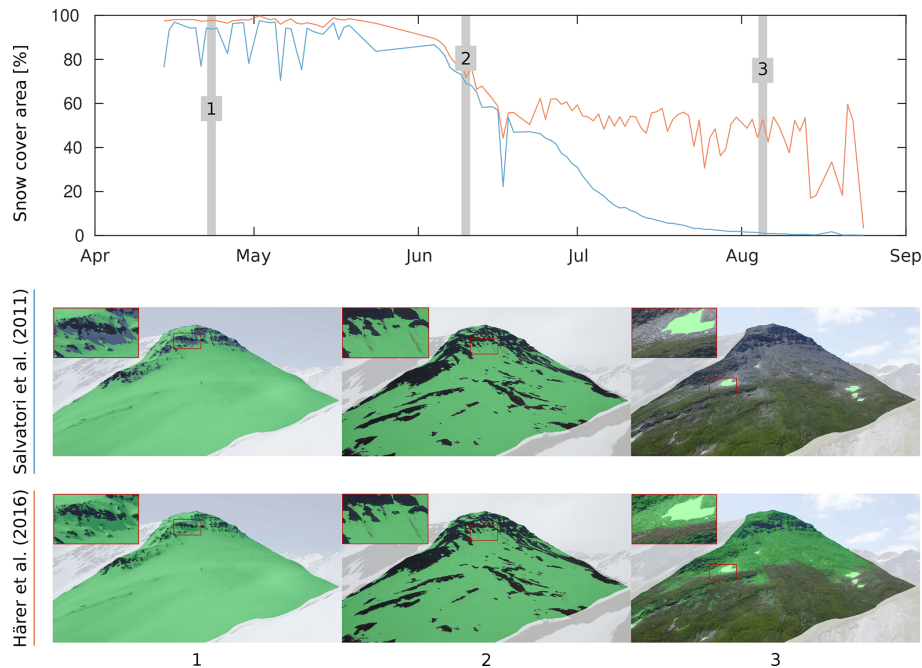 100
80
60
40
20
0
Snow cover area [%]
1
2
3
Apr
May
Jun
Jul
Aug
Sep
Salvatori et al. (2011)
Härer et al. (2016)
1
2
3